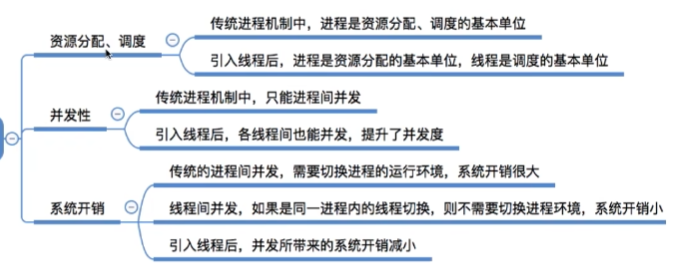 资源分配、调度
传统进程机制中，进程是资源分配、调度的基本单位
引入线程后，进程是资源分配的基本单位，线程是调度的基本单位
并发性
传统进程机制中，只能进程间并发
引入线程后，各线程间也能并发，提升了并发度
系统开销
传统的进程间并发，需要切换进程的运行环境，系统开销很大
线程间并发，如果是同一进程内的线程切换，则不需要切换进程环境，系统开销小
引入线程后，并发所带来的系统开销减小